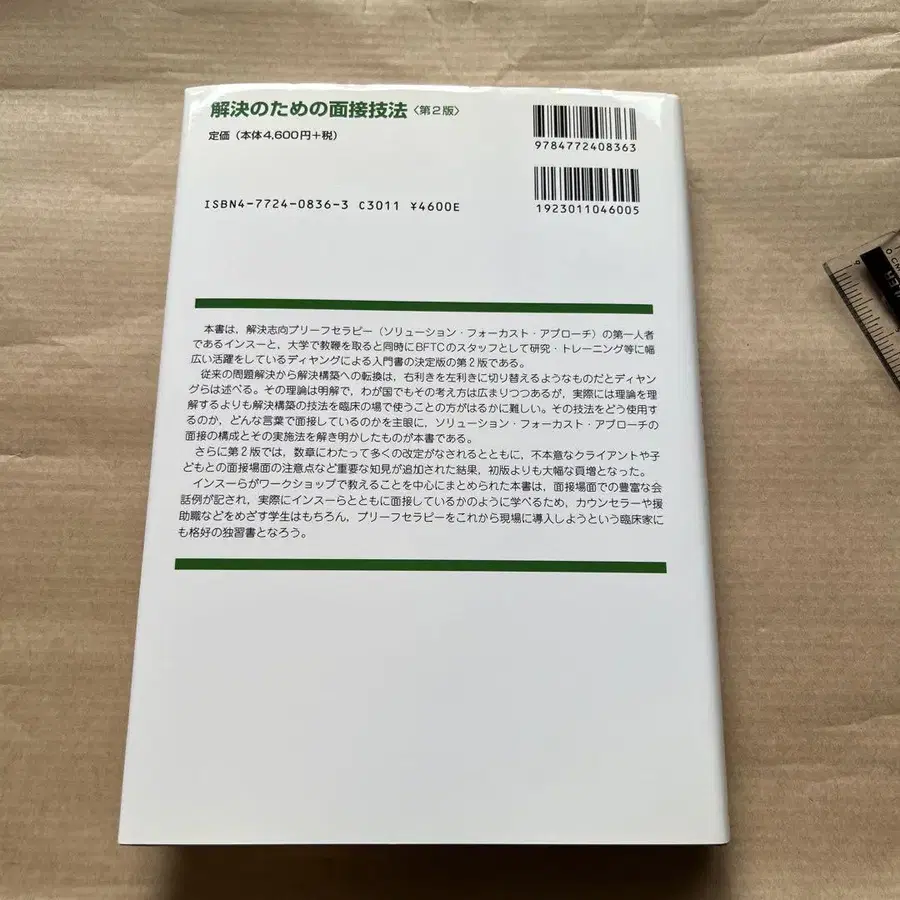 解決のための面接技法〈第2版〉
定価（本体4,600円+税）
9784772408363
1923011046005
ISBN4-7724-0836-3 C3011 ¥4600E
本書は，解決志向ブリーフセラピー（ソリューション・フォーカスト・アプローチ）の第一人者
であるインスーと，大学で教鞭を取ると同時にBFTCのスタッフとして研究・トレーニング等に幅
広い活躍をしているディヤングによる入門書の決定版の第2版である。
従来の問題解決から解決構築への転換は，右利きを左利きに切り替えるようなものだとディヤン
グらは述べる。その理論は明解で，わが国でもその考え方は広まりつつあるが，実際には理論を
理解するよりも解決構築の技法を臨床の場で使うことの方がはるかに難しい。その技法をどう使用す
るのか，どんな言葉で面接しているのかを主眼に，ソリューション・フォーカスト・アプローチの
面接の構成とその実施法を解き明かしたものが本書である。
さらに第2版では，数章にわたって多くの改定がなされるとともに，不本意なクライアントや子
どもとの面接場面の注意点など重要な知見が追加された結果，初版よりも大幅な頁増となった。
インスーらがワークショップで教えることを中心にまとめられた本書は，面接場面での豊富な会
話例が記され，実際にインスーらとともに面接しているかのように学べるため，カウンセラーや援
助職などをめざす学生はもちろん，ブリーフセラピーをこれから現場に導入しようという臨床家に
も格好の独習書となろう。